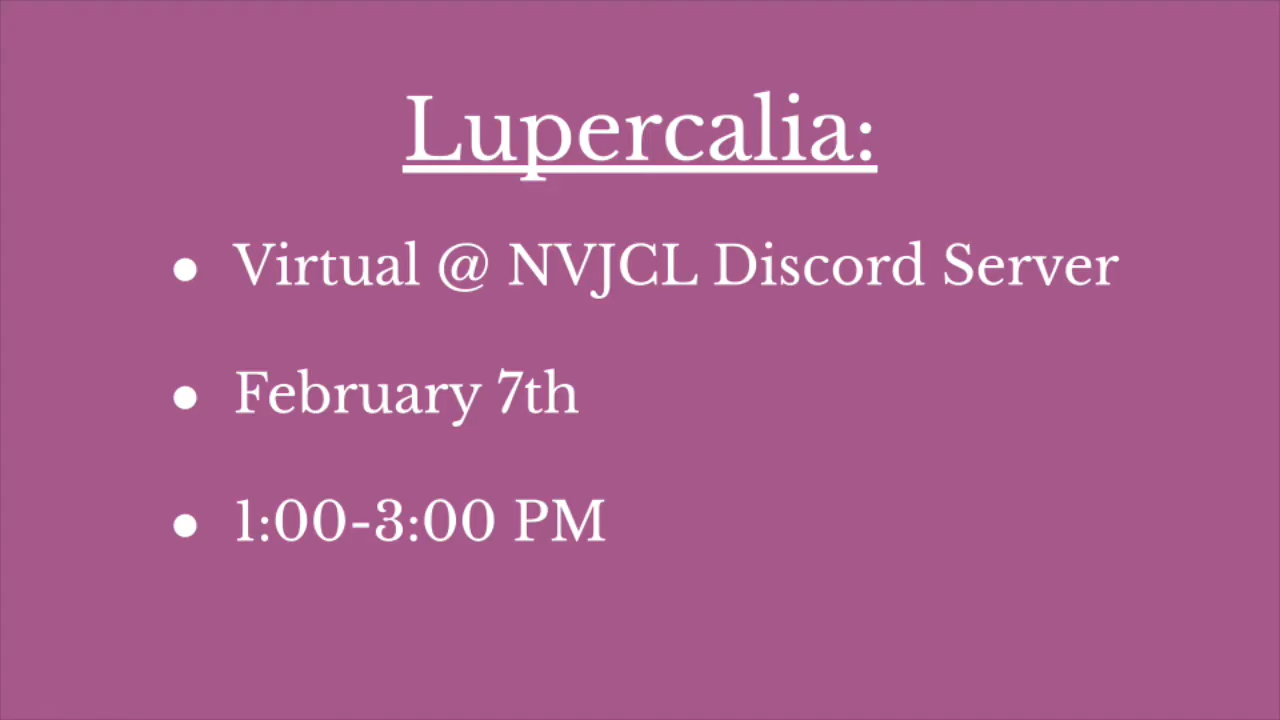 Lupercalia:
● Virtual @ NVJCL Discord Server
● February 7th
● 1:00-3:00 PM